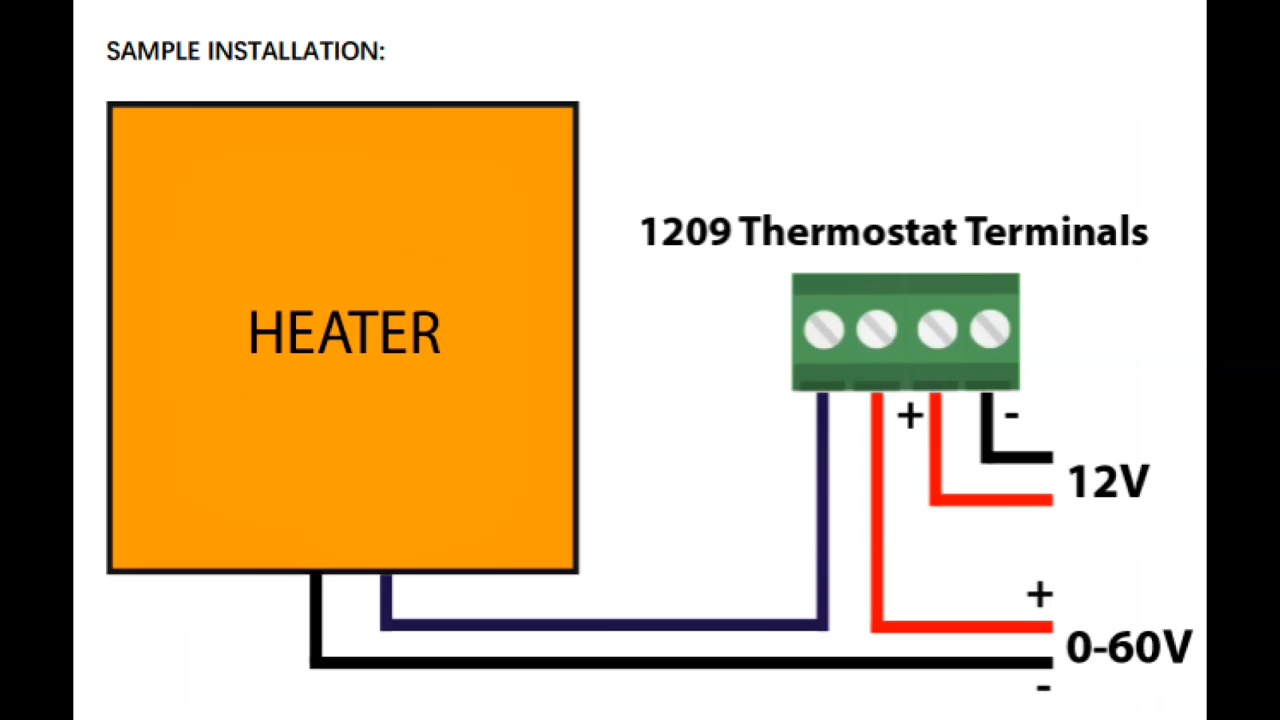 SAMPLE INSTALLATION:
1209 Thermostat Terminals
HEATER
+ -
12V
+
0-60V
-